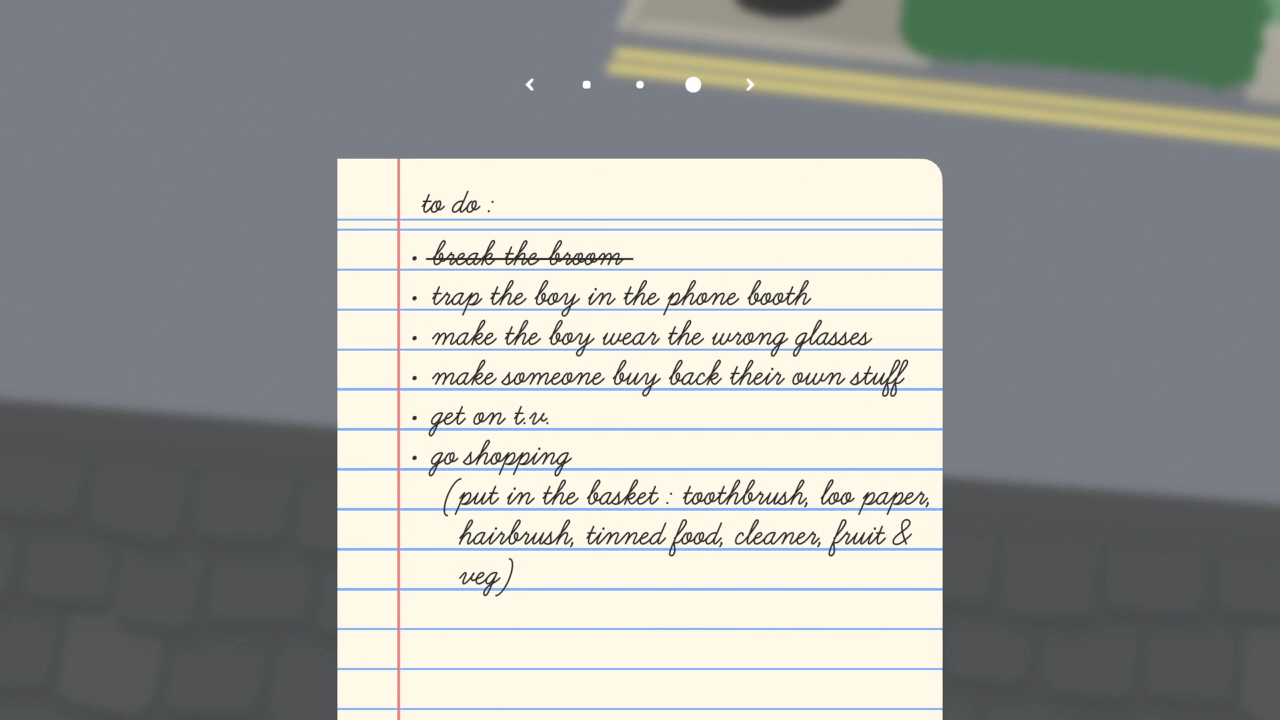 to do :
• break the broom
• trap the boy in the phone booth
• make the boy wear the wrong glasses
• make someone buy back their own stuff
• get on t.v.
• go shopping
(put in the basket : toothbrush, loo paper,
hairbrush, tinned food, cleaner, fruit &
veg)